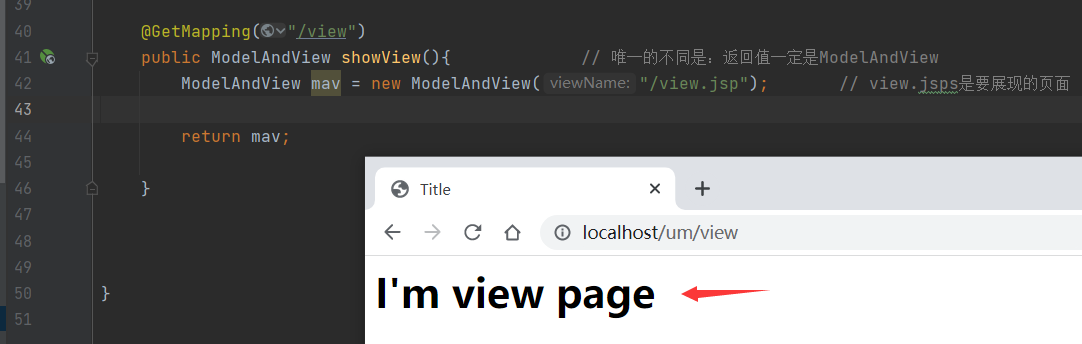 39
40 @GetMapping("/view")
41 public ModelAndView showView(){ // 唯一的不同是：返回值一定是ModelAndView
42 ModelAndView mav = new ModelAndView( viewName: "/view.jsp"); // view.jsps是要展现的页面
43
44 return mav;
45
46 }
47
48
49
50 }
51
Title
localhost/um/view
I'm view page